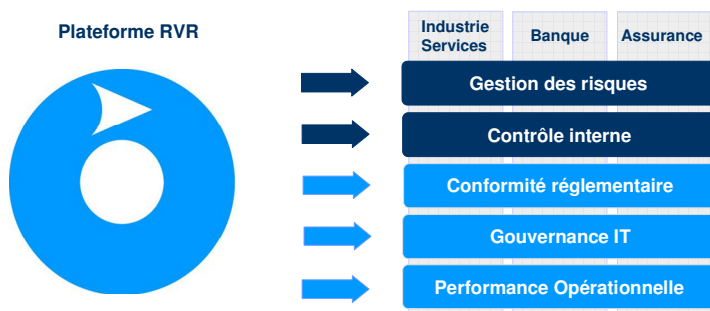 Plateforme RVR
Industrie
Services
Banque
Assurance
Gestion des risques
Contrôle interne
Conformité réglementaire
Gouvernance IT
Performance Opérationnelle